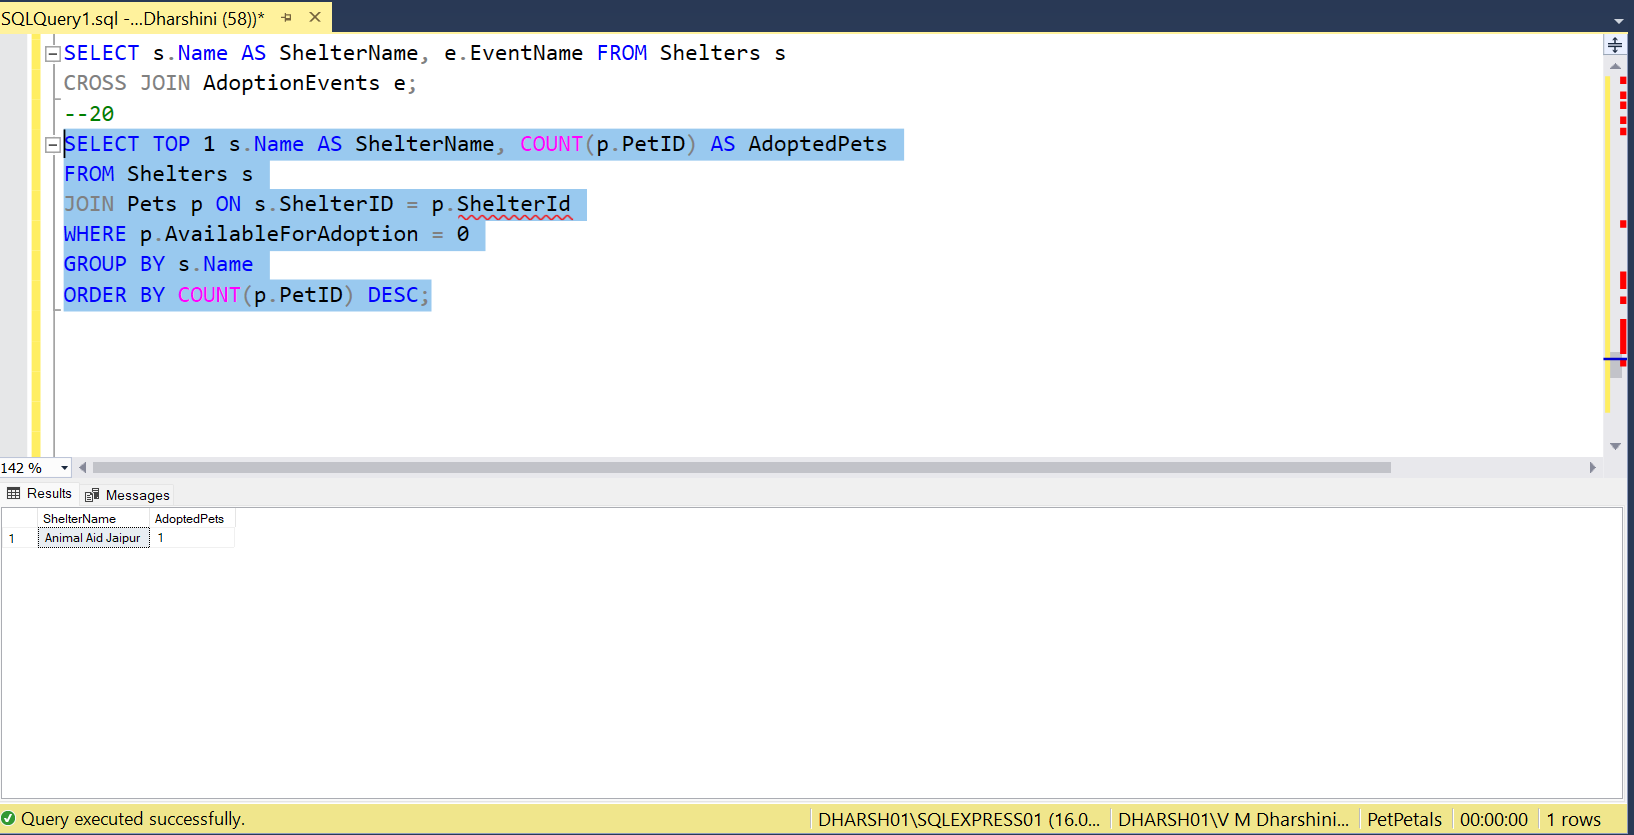 SQLQuery1.sql -...Dharshini (58))*
SELECT s.Name AS ShelterName, e.EventName FROM Shelters s
CROSS JOIN AdoptionEvents e;
--20
SELECT TOP 1 s.Name AS ShelterName, COUNT(p.PetID) AS AdoptedPets
FROM Shelters s
JOIN Pets p ON s.ShelterID = p.ShelterId
WHERE p.AvailableForAdoption = 0
GROUP BY s.Name
ORDER BY COUNT(p.PetID) DESC;
142 %
Results Messages
ShelterName AdoptedPets
1 Animal Aid Jaipur 1
Query executed successfully. DHARSH01\SQLEXPRESS01 (16.0... DHARSH01\V M Dharshini... PetPetals 00:00:00 1 rows